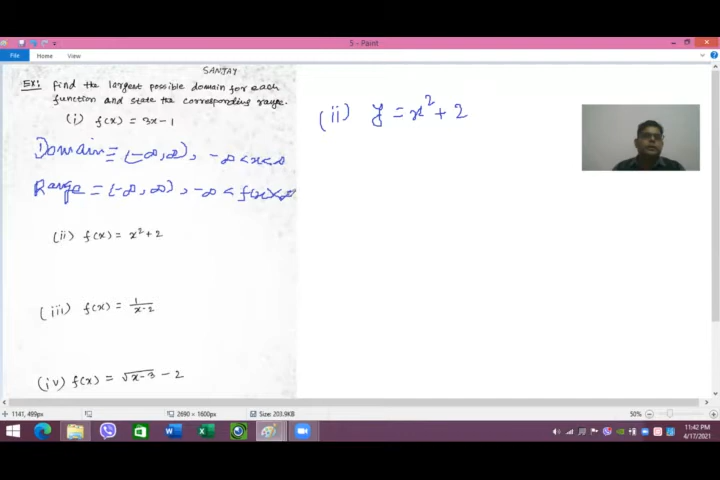 5 - Paint
File Home View
SANJAY
EX: Find the largest possible domain for each
function and state the corresponding range.
(i) f(x) = 3x-1
Domain = (-∞, ∞), -∞ < x < ∞
Range = (-∞, ∞), -∞ < f(x) < ∞
(ii) f(x) = x² + 2
(iii) f(x) = 1/(x-2)
(iv) f(x) = √(x-3) - 2
(ii) y = x² + 2
1141, 499px
2690 × 1600px
Size: 203.9KB
50%
11:42 PM
4/17/2021